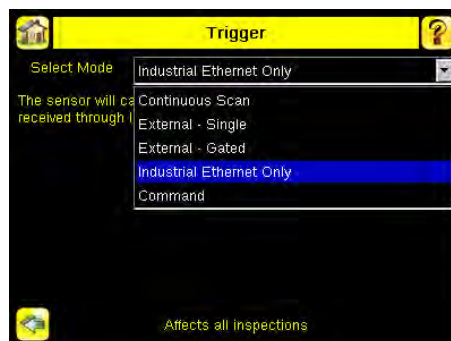 Trigger
?
Select Mode Industrial Ethernet Only
The sensor will ca
received through I
Continuous Scan
External - Single
External - Gated
Industrial Ethernet Only
Command
Affects all inspections